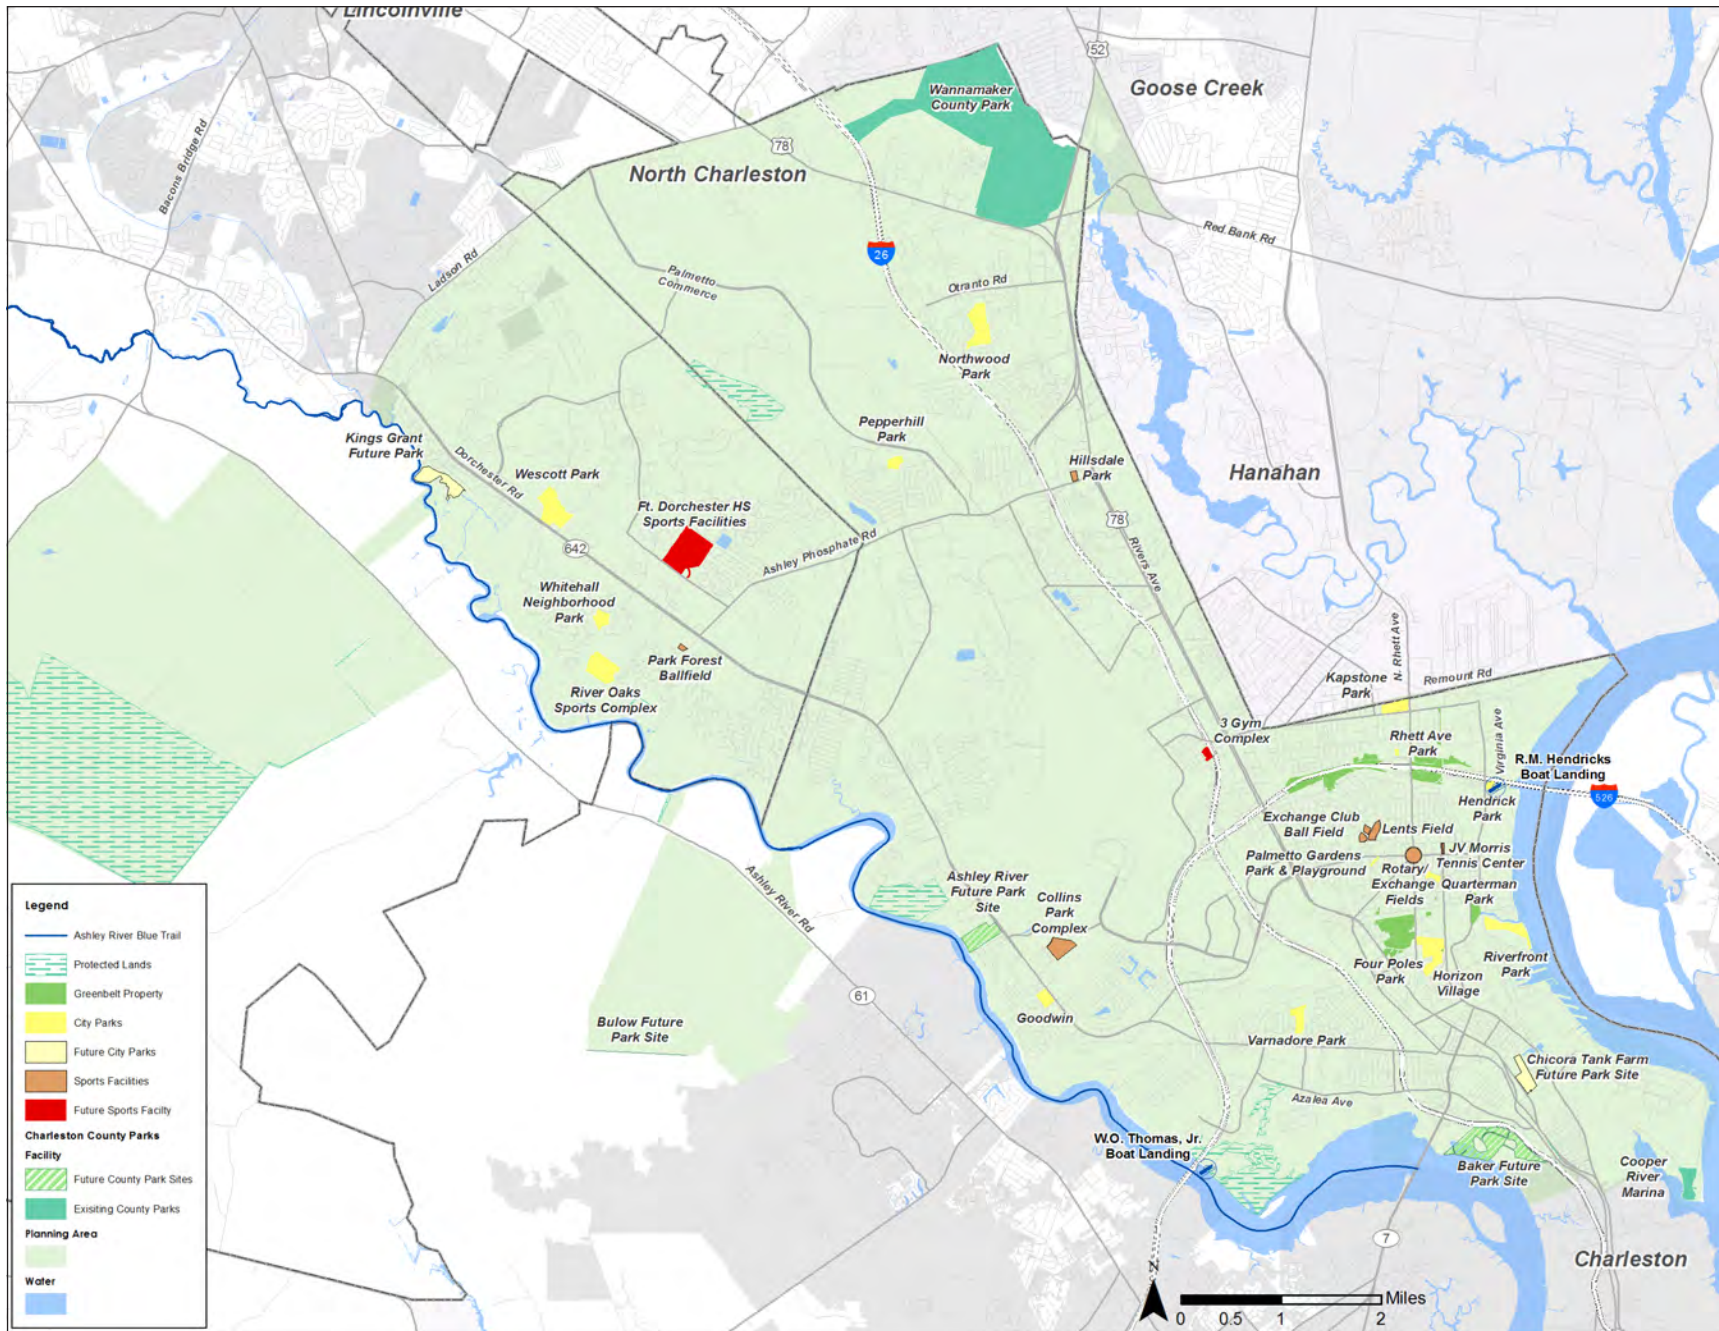 Lincolnville
52
Goose Creek
Wannamaker
County Park
78
North Charleston
Bacons Bridge Rd
Red Bank Rd
26
Ladson Rd
Palmetto
Commerce
Otranto Rd
Northwood
Park
Pepperhill
Park
Kings Grant
Future Park
Dorchester Rd
Wescott Park
Hillsdale
Park
Hanahan
Ft. Dorchester HS
Sports Facilities
78
642
Ashley Phosphate Rd
Rivers Ave
Whitehall
Neighborhood
Park
Park Forest
Ballfield
River Oaks
Sports Complex
N. Rhett Ave
Kapstone
Park
Remount Rd
3 Gym
Complex
Rhett Ave
Park
Virginia Ave
R.M. Hendricks
Boat Landing
526
Hendrick
Park
Exchange Club
Ball Field
Lents Field
JV Morris
Tennis Center
Palmetto Gardens
Park & Playground
Rotary/
Exchange
Fields
Quarterman
Park
Ashley River Rd
Ashley River
Future Park
Site
Collins
Park
Complex
Four Poles
Park
Horizon
Village
Riverfront
Park
61
Goodwin
Bulow Future
Park Site
Varnadore Park
Chicora Tank Farm
Future Park Site
Azalea Ave
W.O. Thomas, Jr.
Boat Landing
Baker Future
Park Site
Cooper
River
Marina
7
Charleston
Legend
Ashley River Blue Trail
Protected Lands
Greenbelt Property
City Parks
Future City Parks
Sports Facilities
Future Sports Facilty
Charleston County Parks
Facility
Future County Park Sites
Exisiting County Parks
Planning Area
Water
N
Miles
0 0.5 1 2